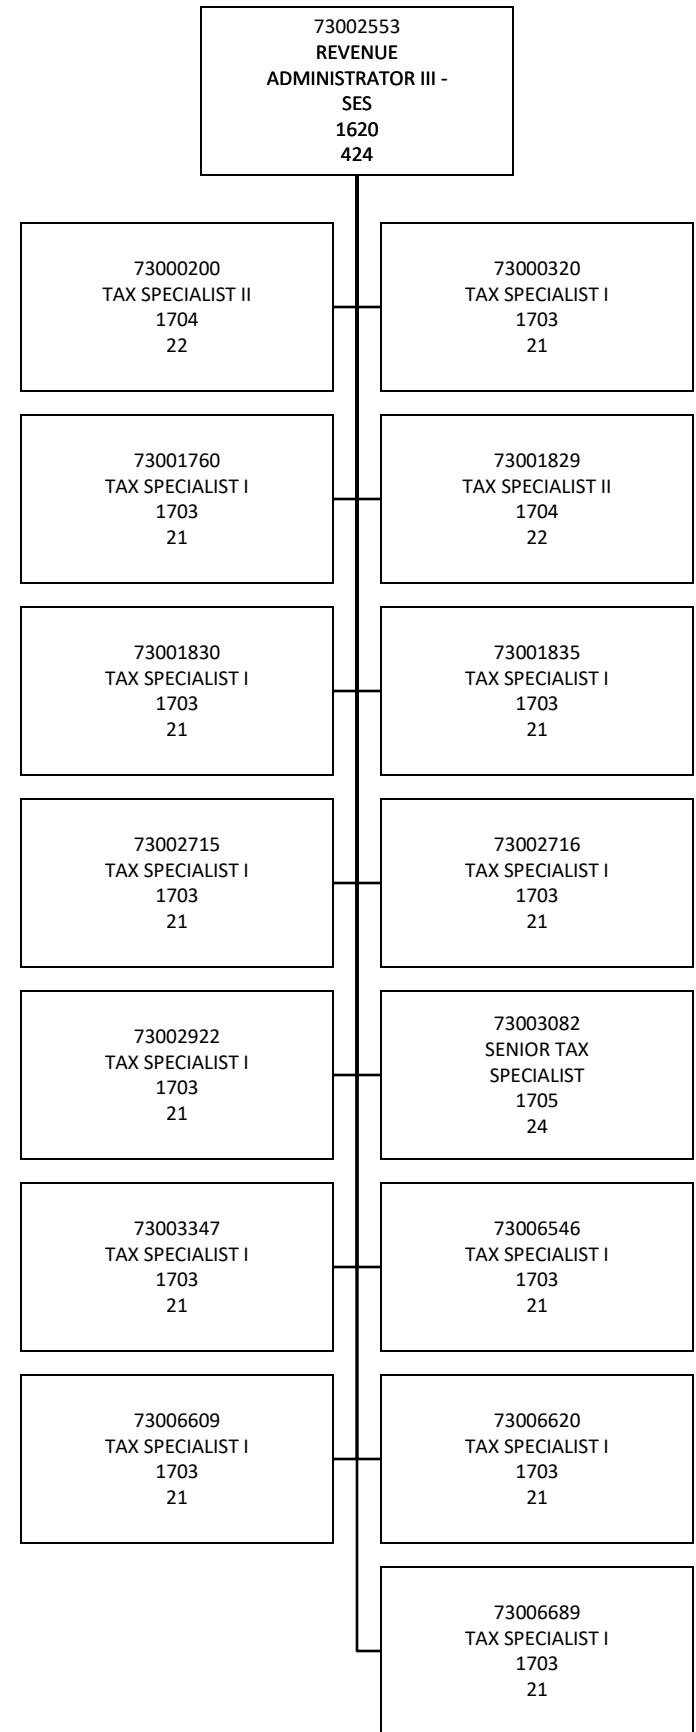 73002553
REVENUE
ADMINISTRATOR III -
SES
1620
424
73000200
TAX SPECIALIST II
1704
22
73000320
TAX SPECIALIST I
1703
21
73001760
TAX SPECIALIST I
1703
21
73001829
TAX SPECIALIST II
1704
22
73001830
TAX SPECIALIST I
1703
21
73001835
TAX SPECIALIST I
1703
21
73002715
TAX SPECIALIST I
1703
21
73002716
TAX SPECIALIST I
1703
21
73002922
TAX SPECIALIST I
1703
21
73003082
SENIOR TAX
SPECIALIST
1705
24
73003347
TAX SPECIALIST I
1703
21
73006546
TAX SPECIALIST I
1703
21
73006609
TAX SPECIALIST I
1703
21
73006620
TAX SPECIALIST I
1703
21
73006689
TAX SPECIALIST I
1703
21